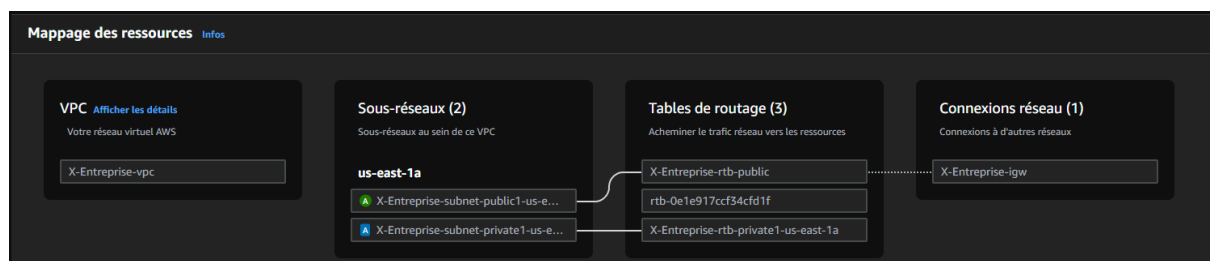 Mappage des ressources Infos
VPC Afficher les détails
Votre réseau virtuel AWS
X-Entreprise-vpc
Sous-réseaux (2)
Sous-réseaux au sein de ce VPC
us-east-1a
A X-Entreprise-subnet-public1-us-e...
A X-Entreprise-subnet-private1-us-e...
Tables de routage (3)
Acheminer le trafic réseau vers les ressources
X-Entreprise-rtb-public
rtb-0e1e917ccf34cfd1f
X-Entreprise-rtb-private1-us-east-1a
Connexions réseau (1)
Connexions à d'autres réseaux
X-Entreprise-igw